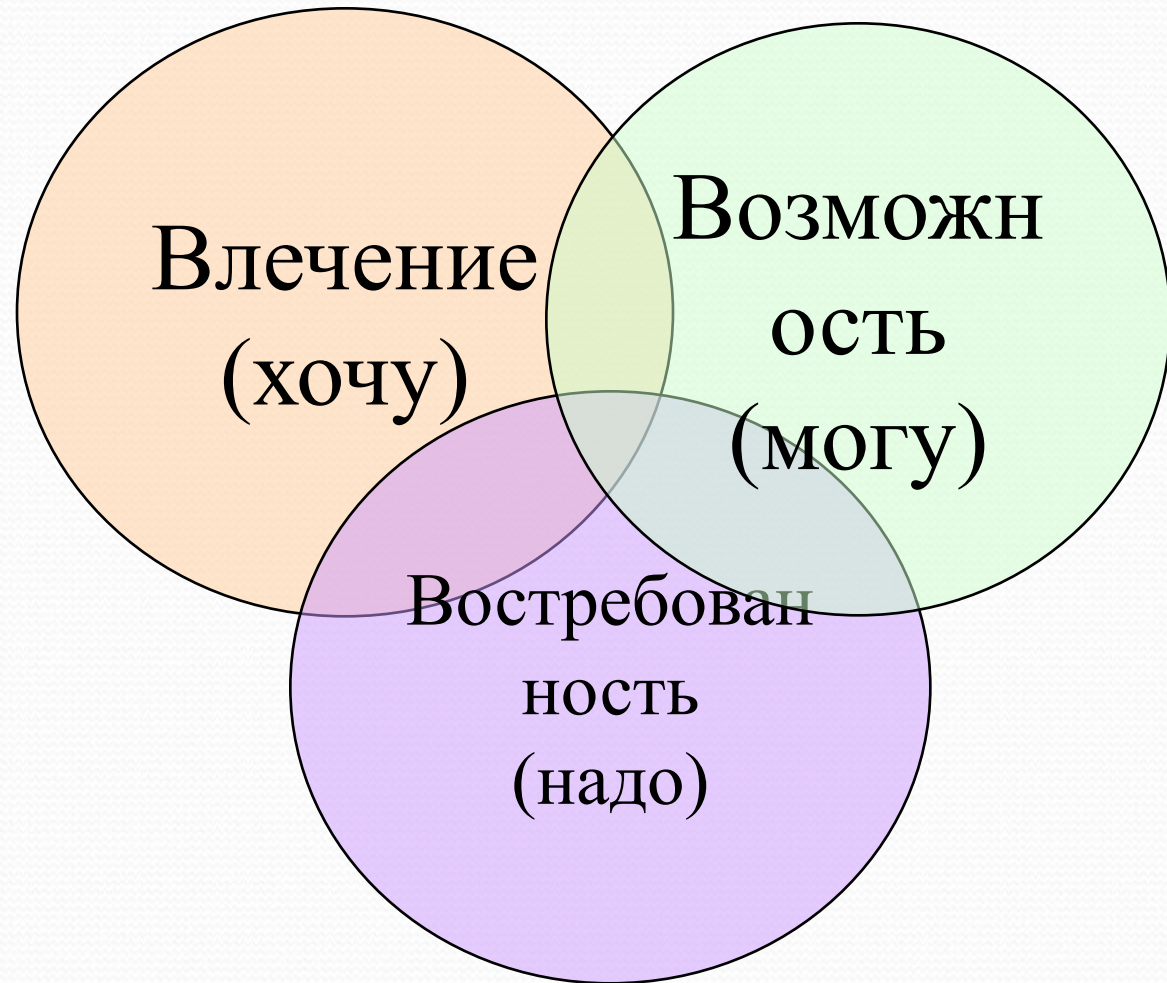 Влечение
(хочу)
Возможн
ость
(могу)
Востребован
ность
(надо)